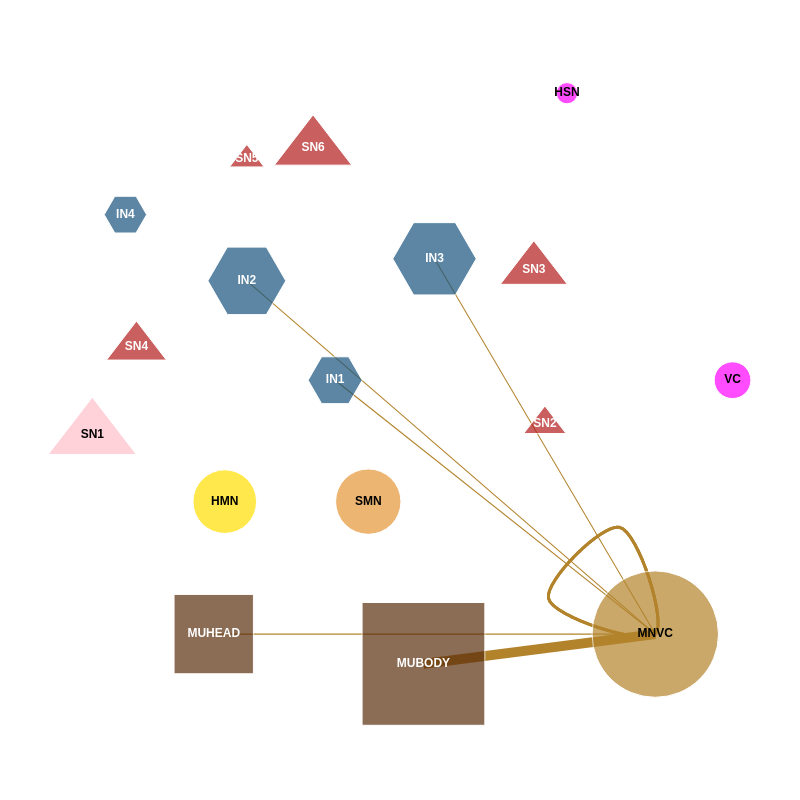 HSN
SN6
SN5
IN4
IN3
SN3
IN2
SN4
IN1
VC
SN2
SN1
HMN
SMN
MUHEAD
MNVC
MUBODY